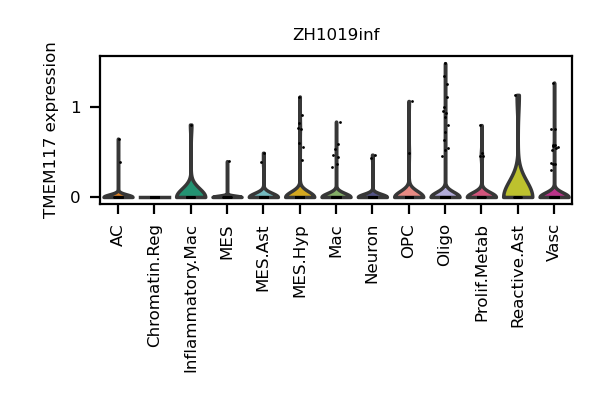 ZH1019inf
TMEM117 expression
1
0
AC
Chromatin.Reg
Inflammatory.Mac
MES
MES.Ast
MES.Hyp
Mac
Neuron
OPC
Oligo
Prolif.Metab
Reactive.Ast
Vasc